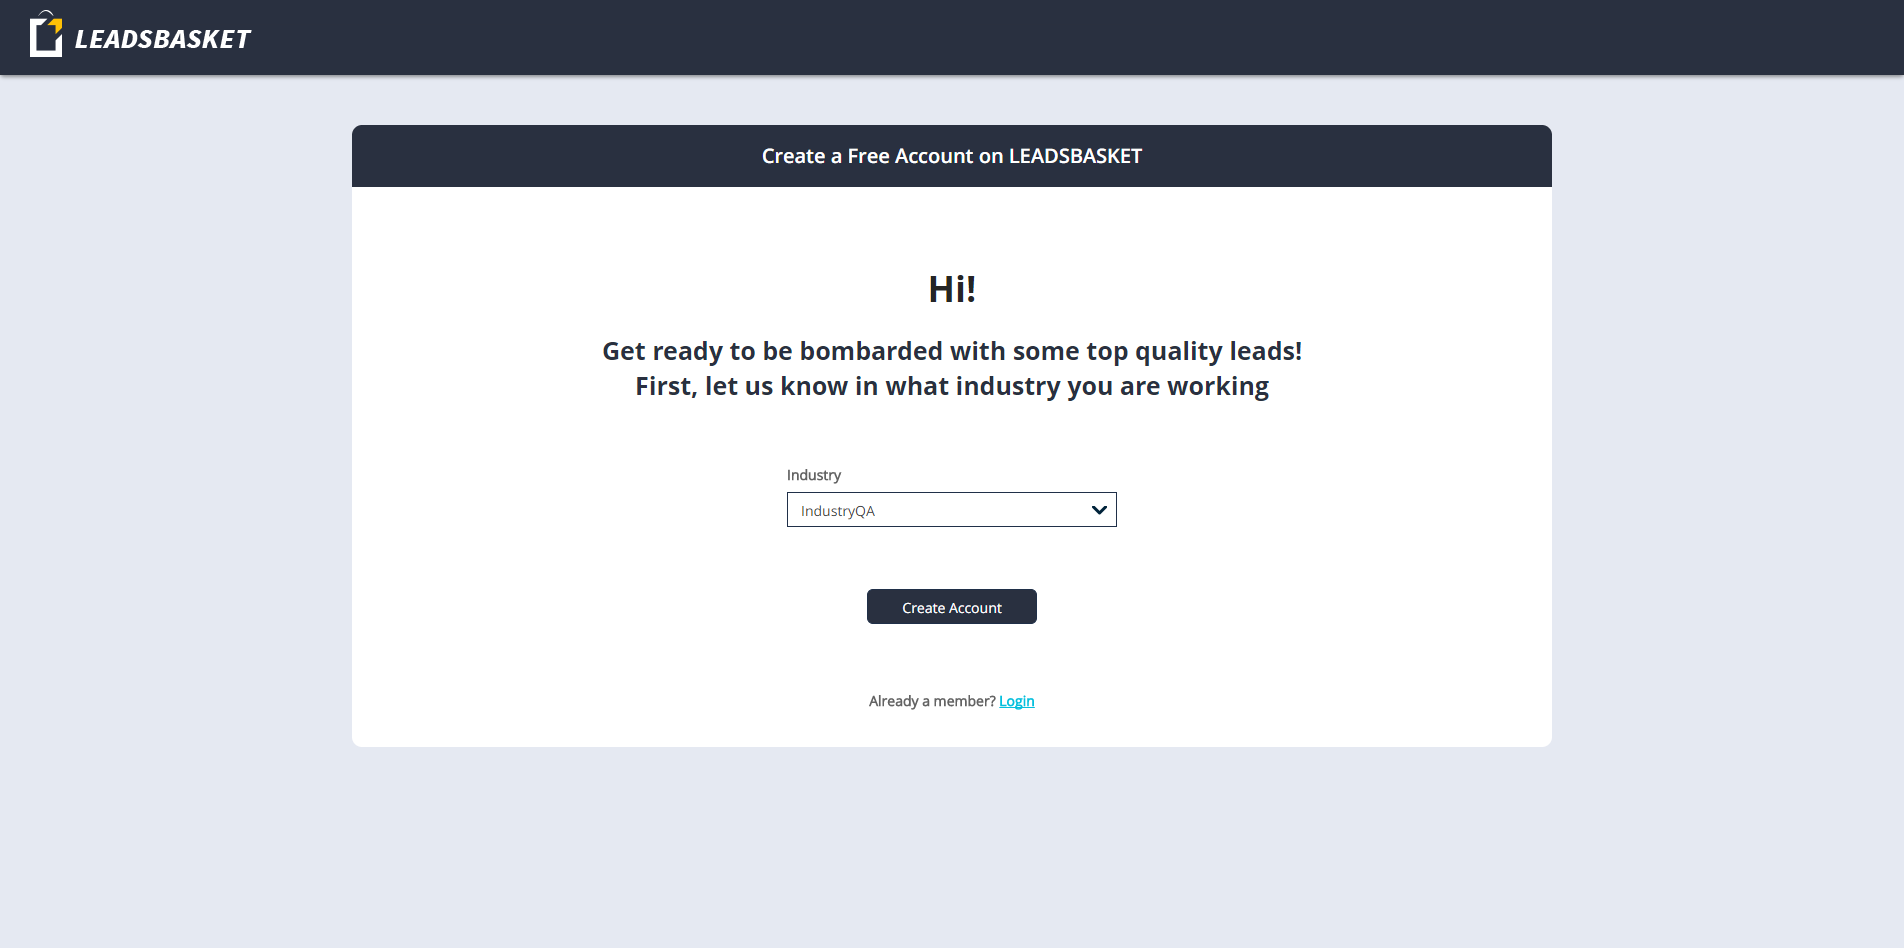 LEADSBASKET
Create a Free Account on LEADSBASKET
Hi!
Get ready to be bombarded with some top quality leads!
First, let us know in what industry you are working
Industry
IndustryQA
Create Account
Already a member? Login